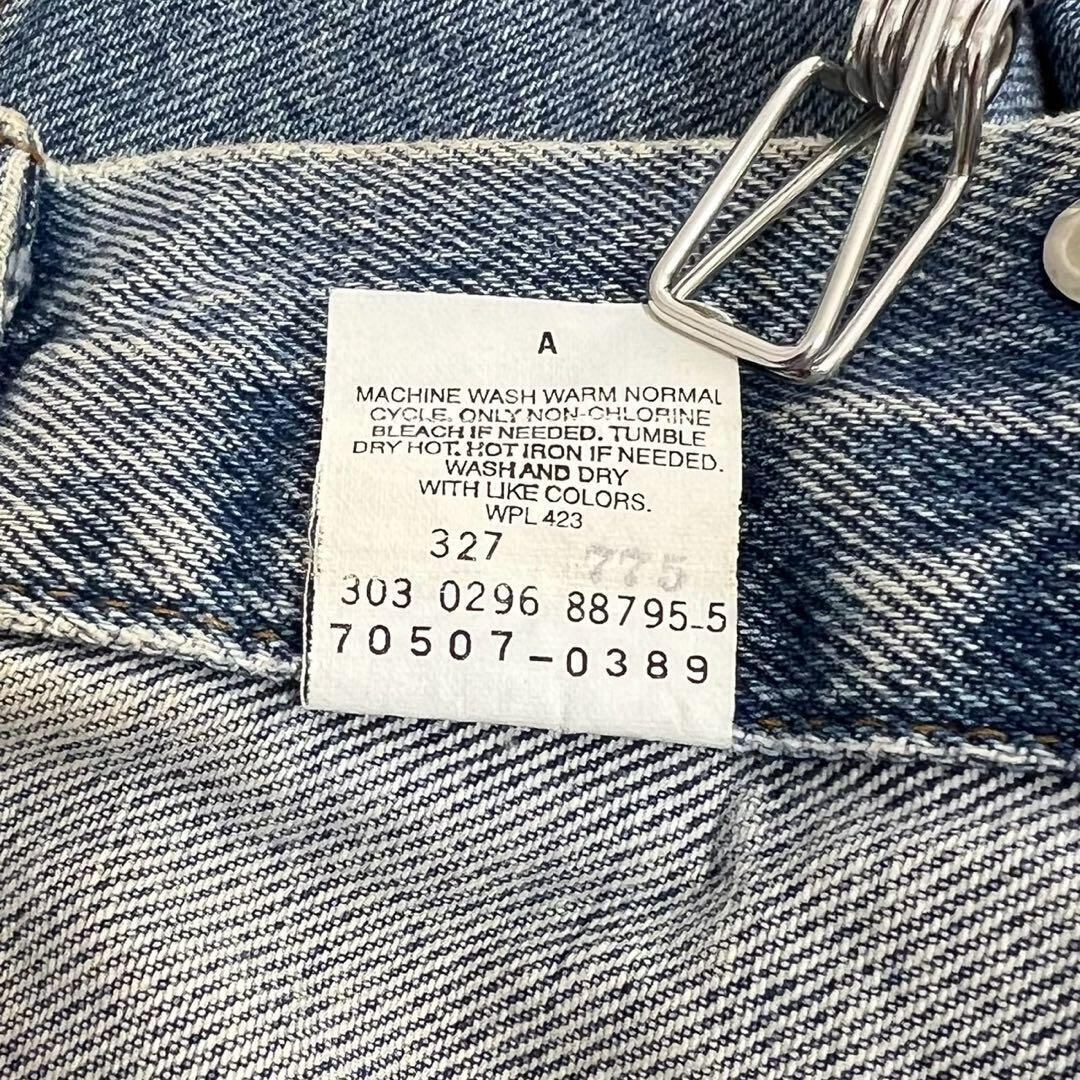 A
MACHINE WASH WARM NORMAL
CYCLE. ONLY NON-CHLORINE
BLEACH IF NEEDED. TUMBLE
DRY HOT. HOT IRON IF NEEDED.
WASH AND DRY
WITH LIKE COLORS.
WPL 423
327 775
303 0296 88795-5
70507-0389